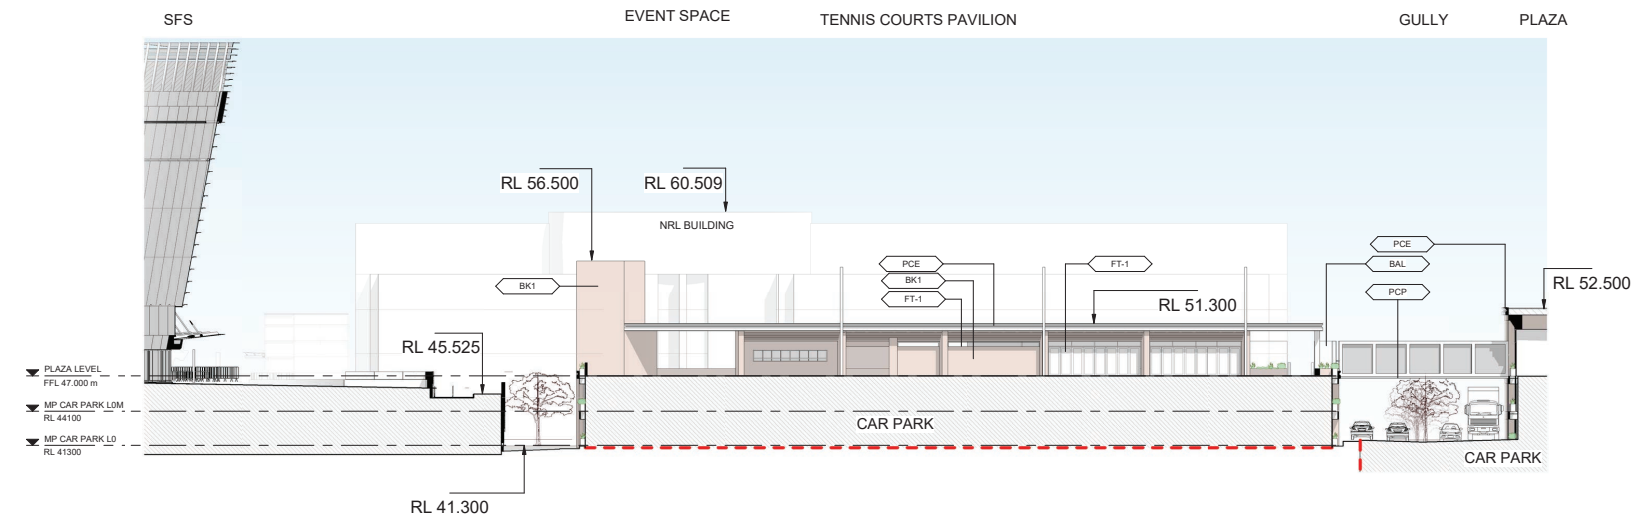 SFS
EVENT SPACE
TENNIS COURTS PAVILION
GULLY
PLAZA
RL 56.500
RL 60.509
NRL BUILDING
PCE
PCE
BAL
FT-1
BK1
BK1
RL 52.500
PCP
FT-1
RL 51.300
RL 45.525
PLAZA LEVEL
FFL 47.000 m
MP CAR PARK L0M
RL 44100
CAR PARK
MP CAR PARK L0
RL 41300
CAR PARK
RL 41.300